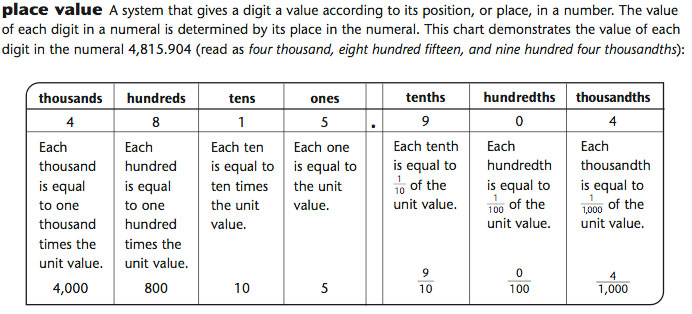 place value A system that gives a digit a value according to its position, or place, in a number. The value
of each digit in a numeral is determined by its place in the numeral. This chart demonstrates the value of each
digit in the numeral 4,815.904 (read as four thousand, eight hundred fifteen, and nine hundred four thousandths):
thousands hundreds tens ones tenths hundredths thousandths
4 8 1 5 . 9 0 4
Each Each Each ten Each one Each tenth Each Each
thousand hundred is equal to is equal to is equal to hundredth thousandth
is equal is equal ten times the unit 1/10 of the is equal to is equal to
to one to one the unit value. unit value. 1/100 of the 1/1,000 of the
thousand hundred value. unit value. unit value.
times the times the
unit value. unit value.
4,000 800 10 5 9/10 0/100 4/1,000